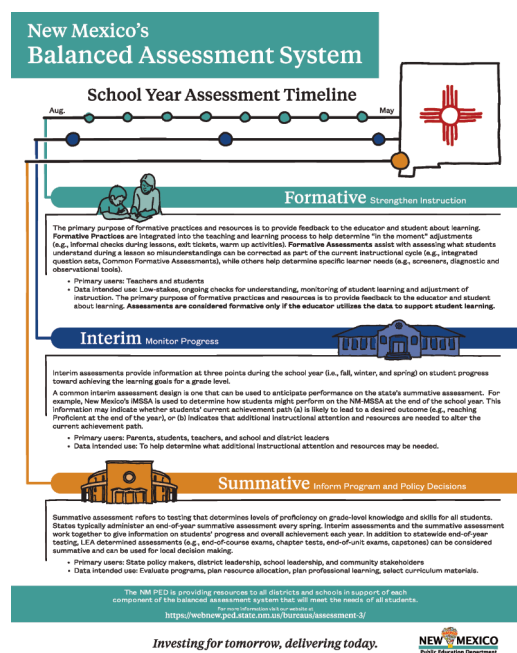 New Mexico's
Balanced Assessment System
School Year Assessment Timeline
Aug.
May
Formative Strengthen Instruction
The primary purpose of formative practices and resources is to provide feedback to the educator and student about learning.
Formative Practices are integrated into the teaching and learning process to help determine "in the moment" adjustments
(e.g., informal checks during lessons, exit tickets, warm up activities). Formative Assessments assist with assessing what students
understand during a lesson so misunderstandings can be corrected as part of the current instructional cycle (e.g., integrated
question sets, Common Formative Assessments), while others help determine specific learner needs (e.g., screeners, diagnostic and
observational tools).
• Primary users: Teachers and students
• Data intended use: Low-stakes, ongoing checks for understanding, monitoring of student learning and adjustment of
instruction. The primary purpose of formative practices and resources is to provide feedback to the educator and student
about learning. Assessments are considered formative only if the educator utilizes the data to support student learning.
Interim Monitor Progress
Interim assessments provide information at three points during the school year (i.e., fall, winter, and spring) on student progress
toward achieving the learning goals for a grade level.
A common interim assessment design is one that can be used to anticipate performance on the state's summative assessment. For
example, New Mexico's iMSSA is used to determine how students might perform on the NM-MSSA at the end of the school year. This
information may indicate whether students' current achievement path (a) is likely to lead to a desired outcome (e.g., reaching
Proficient at the end of the year), or (b) indicates that additional instructional attention and resources are needed to alter the
current achievement path.
• Primary users: Parents, students, teachers, and school and district leaders
• Data intended use: To help determine what additional instructional attention and resources may be needed.
Summative Inform Program and Policy Decisions
Summative assessment refers to testing that determines levels of proficiency on grade-level knowledge and skills for all students.
States typically administer an end-of-year summative assessment every spring. Interim assessments and the summative assessment
work together to give information on students' progress and overall achievement each year. In addition to statewide end-of-year
testing, LEA determined assessments (e.g., end-of-course exams, chapter tests, end-of-unit exams, capstones) can be considered
summative and can be used for local decision making.
• Primary users: State policy makers, district leadership, school leadership, and community stakeholders
• Data intended use: Evaluate programs, plan resource allocation, plan professional learning, select curriculum materials.
The NM PED is providing resources to all districts and schools in support of each
component of the balanced assessment system that will meet the needs of all students.
For more information visit our website at
https://webnew.ped.state.nm.us/bureaus/assessment-3/
Investing for tomorrow, delivering today.
NEW MEXICO
Public Education Department